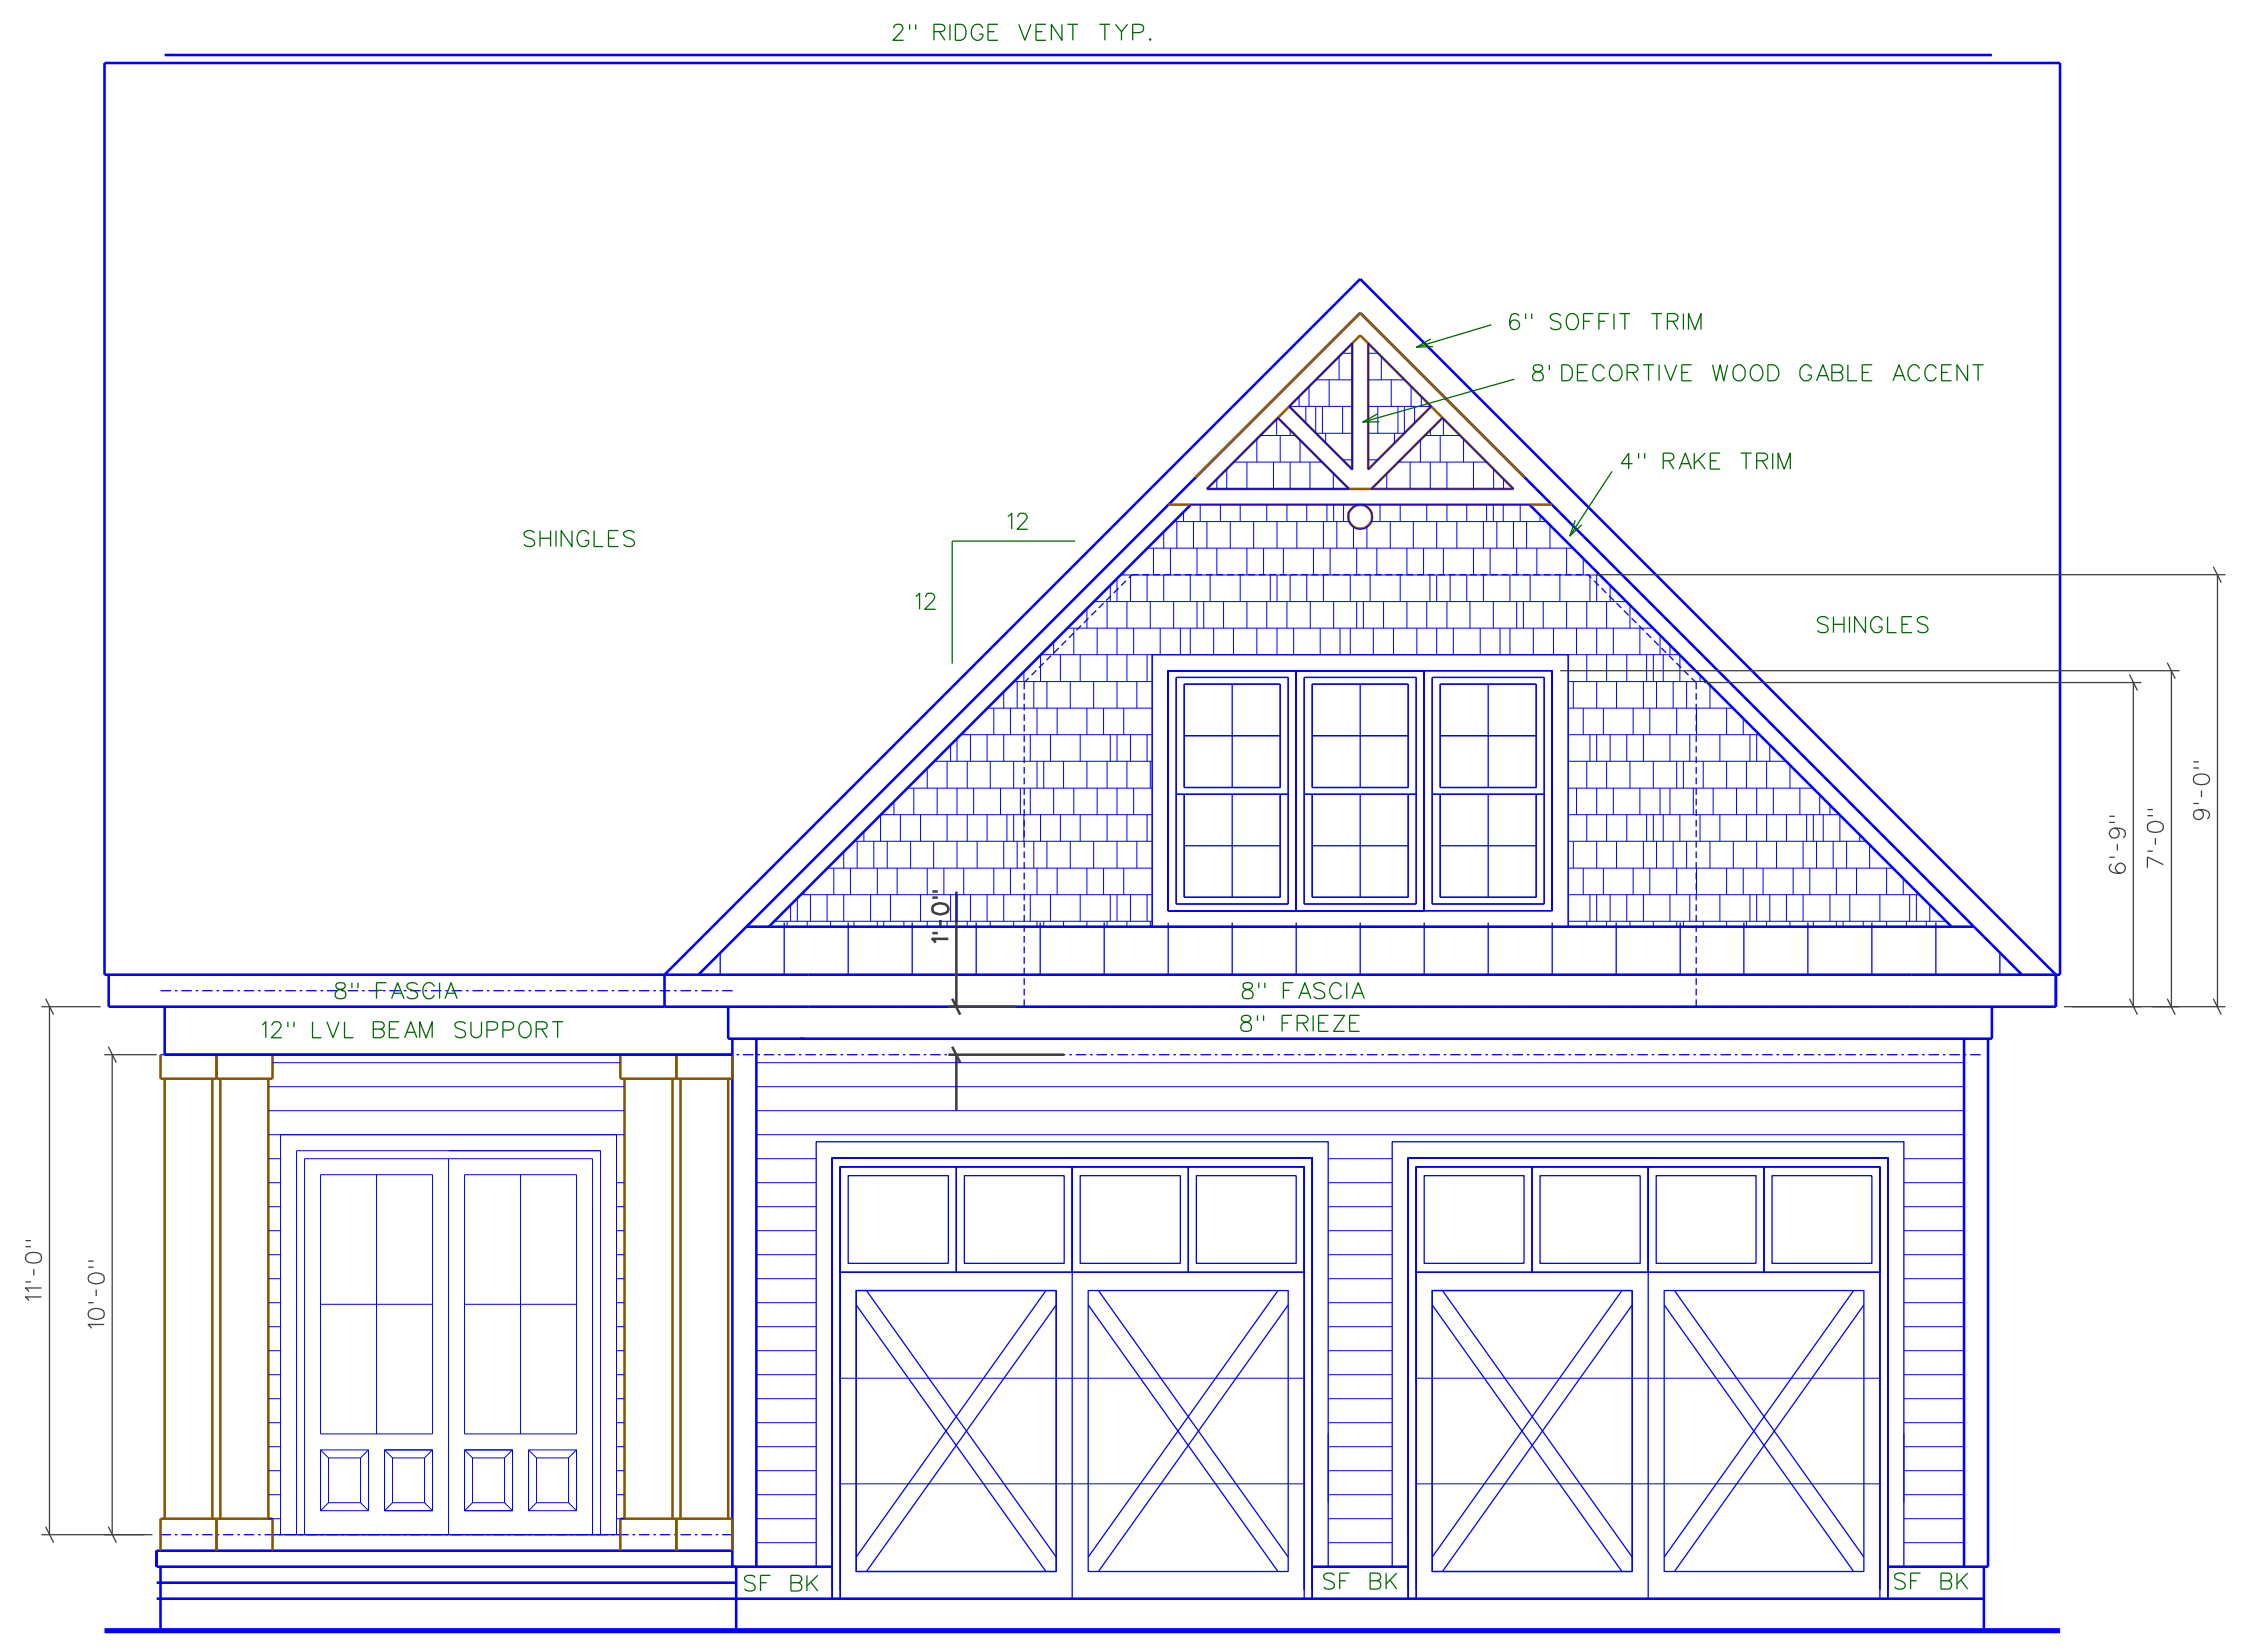 2" RIDGE VENT TYP.
6" SOFFIT TRIM
8' DECORTIVE WOOD GABLE ACCENT
4" RAKE TRIM
12
SHINGLES
12
SHINGLES
9'-0"
7'-0"
6'-9"
1'-0"
8" FASCIA
8" FASCIA
12" LVL BEAM SUPPORT
8" FRIEZE
11'-0"
10'-0"
SF BK
SF BK
SF BK